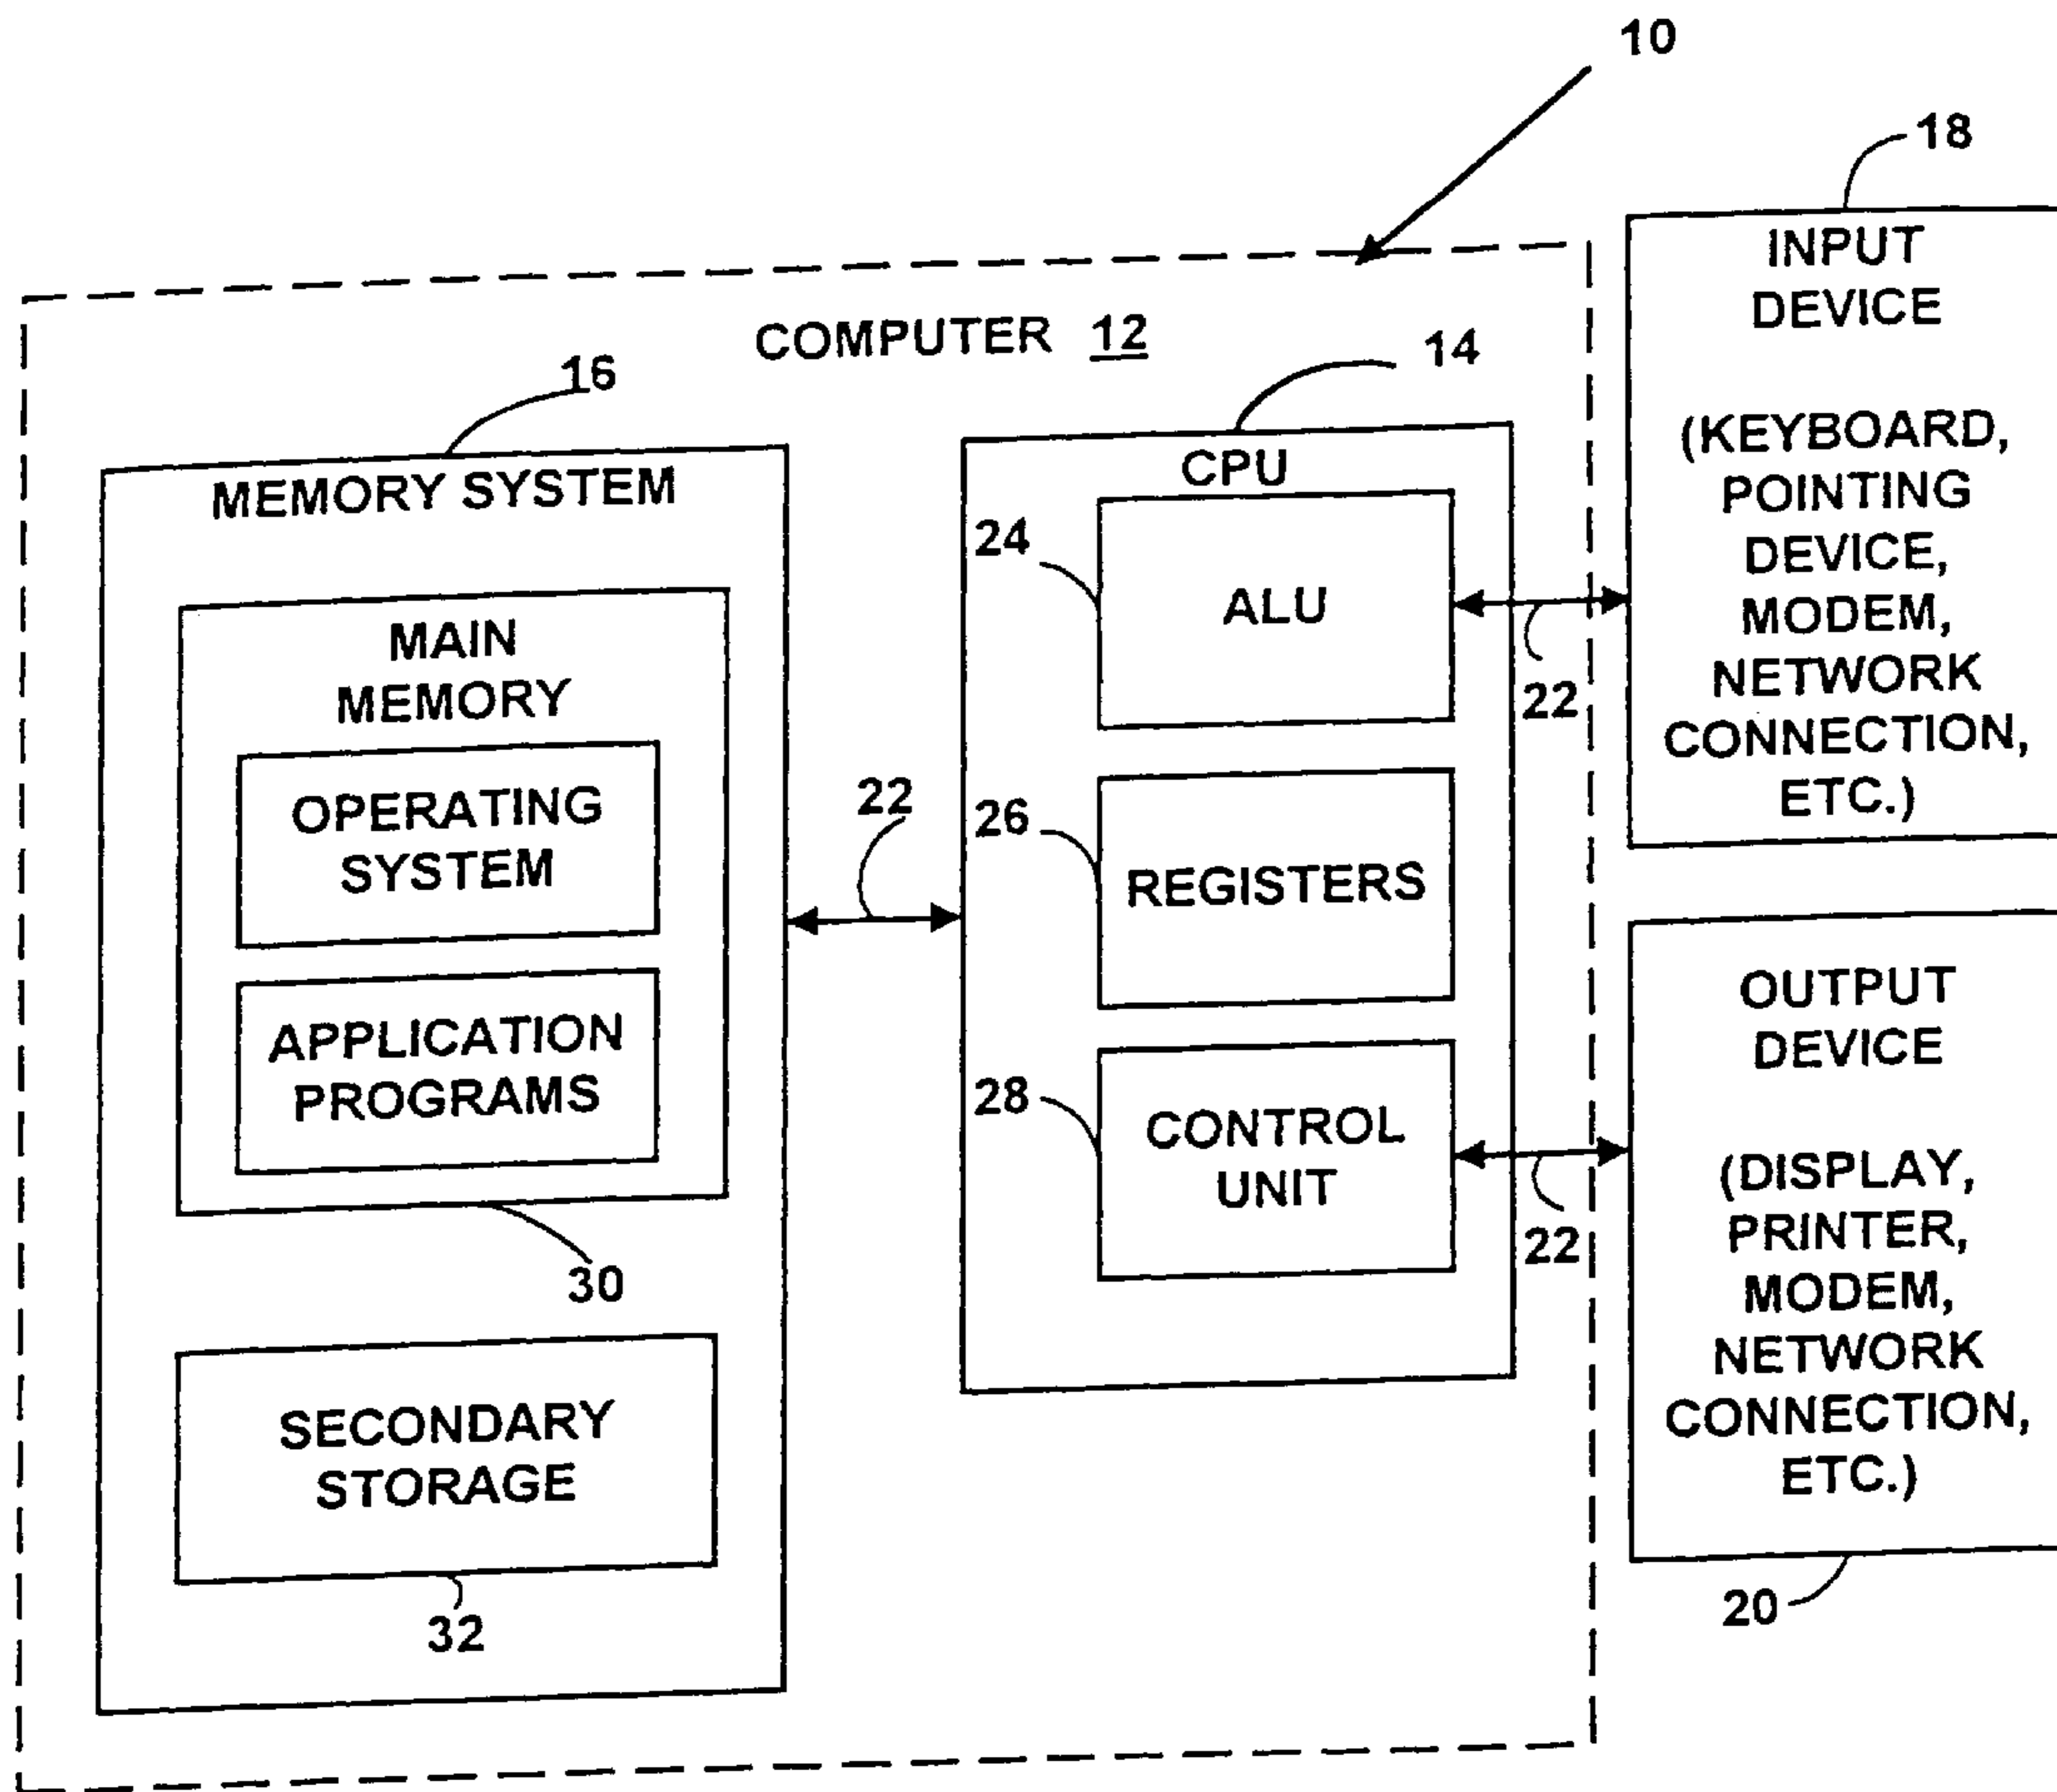 10
18
INPUT
DEVICE
(KEYBOARD,
POINTING
DEVICE,
MODEM,
NETWORK
CONNECTION,
ETC.)
COMPUTER 12
16
MEMORY SYSTEM
MAIN
MEMORY
OPERATING
SYSTEM
APPLICATION
PROGRAMS
30
SECONDARY
STORAGE
32
22
14
CPU
24
ALU
22
26
REGISTERS
28
CONTROL
UNIT
22
OUTPUT
DEVICE
(DISPLAY,
PRINTER,
MODEM,
NETWORK
CONNECTION,
ETC.)
20